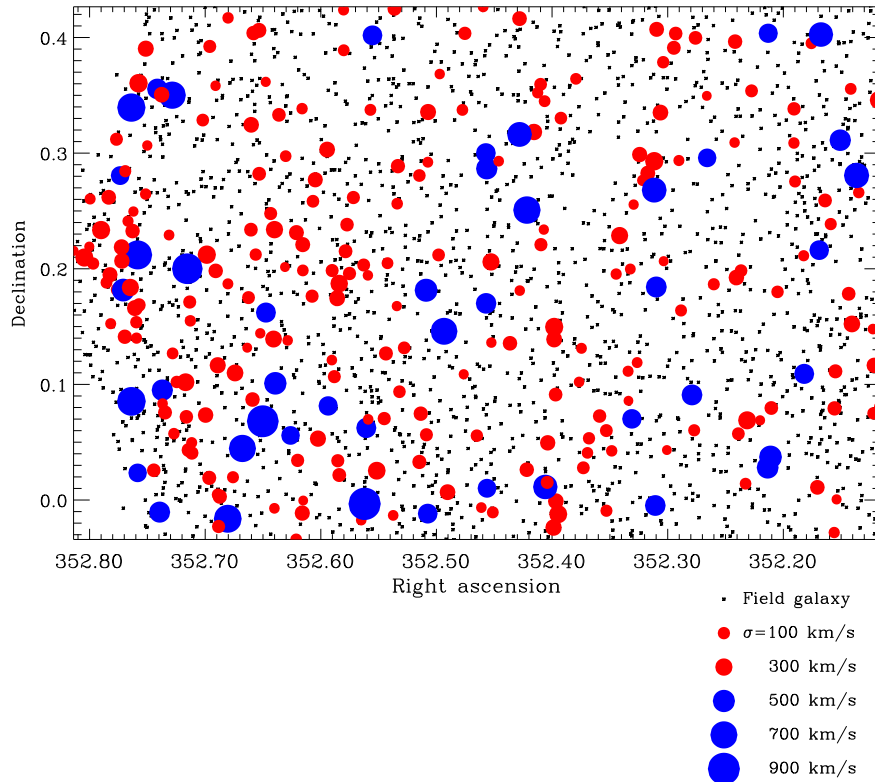 0.4
0.3
0.2
0.1
0.0
Declination
352.80 352.70 352.60 352.50 352.40 352.30 352.20
Right ascension
Field galaxy
σ=100 km/s
300 km/s
500 km/s
700 km/s
900 km/s